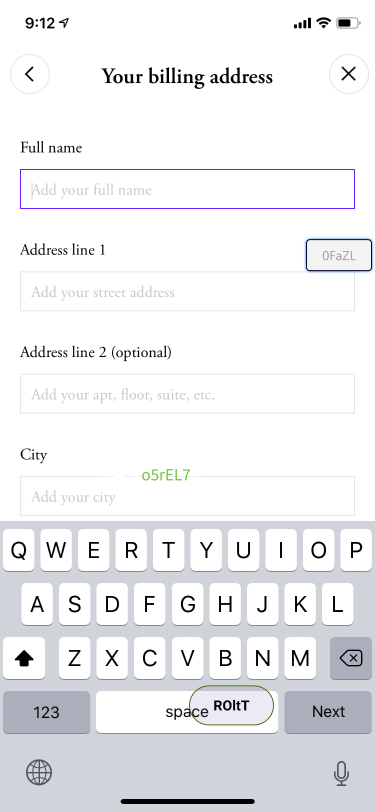 9:12
Your billing address
Full name
Add your full name
Address line 1
0FaZL
Add your street address
Address line 2 (optional)
Add your apt, floor, suite, etc.
City
o5rEL7
Add your city
Q W E R T Y U I O P
A S D F G H J K L
Z X C V B N M
123 space ROltT Next